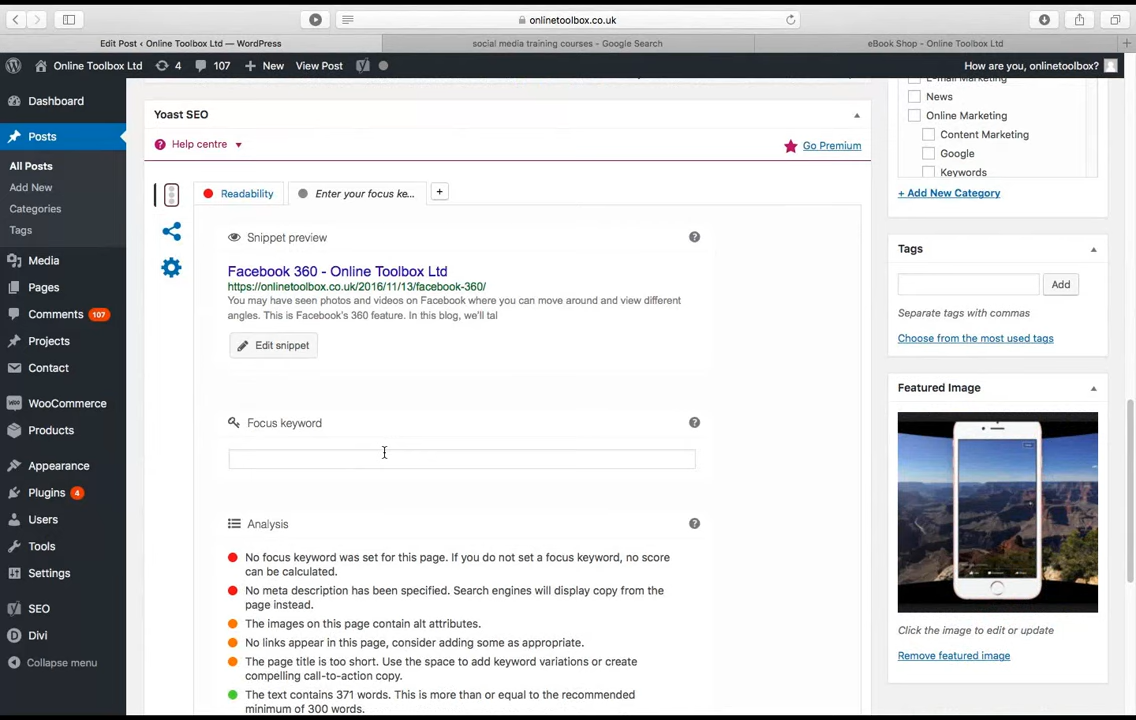 onlinetoolbox.co.uk
Edit Post ‹ Online Toolbox Ltd — WordPress
social media training courses - Google Search
eBook Shop - Online Toolbox Ltd
Online Toolbox Ltd
4
107
New
View Post
How are you, onlinetoolbox?
Dashboard
Posts
All Posts
Add New
Categories
Tags
Media
Pages
Comments 107
Projects
Contact
WooCommerce
Products
Appearance
Plugins 4
Users
Tools
Settings
SEO
Divi
Collapse menu
Yoast SEO
Help centre
Go Premium
Readability
Enter your focus ke...
+
Snippet preview
Facebook 360 - Online Toolbox Ltd
https://onlinetoolbox.co.uk/2016/11/13/facebook-360/
You may have seen photos and videos on Facebook where you can move around and view different
angles. This is Facebook's 360 feature. In this blog, we'll tal
Edit snippet
Focus keyword
Analysis
No focus keyword was set for this page. If you do not set a focus keyword, no score
can be calculated.
No meta description has been specified. Search engines will display copy from the
page instead.
The images on this page contain alt attributes.
No links appear in this page, consider adding some as appropriate.
The page title is too short. Use the space to add keyword variations or create
compelling call-to-action copy.
The text contains 371 words. This is more than or equal to the recommended
minimum of 300 words.
E-mail Marketing
News
Online Marketing
Content Marketing
Google
Keywords
+ Add New Category
Tags
Add
Separate tags with commas
Choose from the most used tags
Featured Image
Click the image to edit or update
Remove featured image